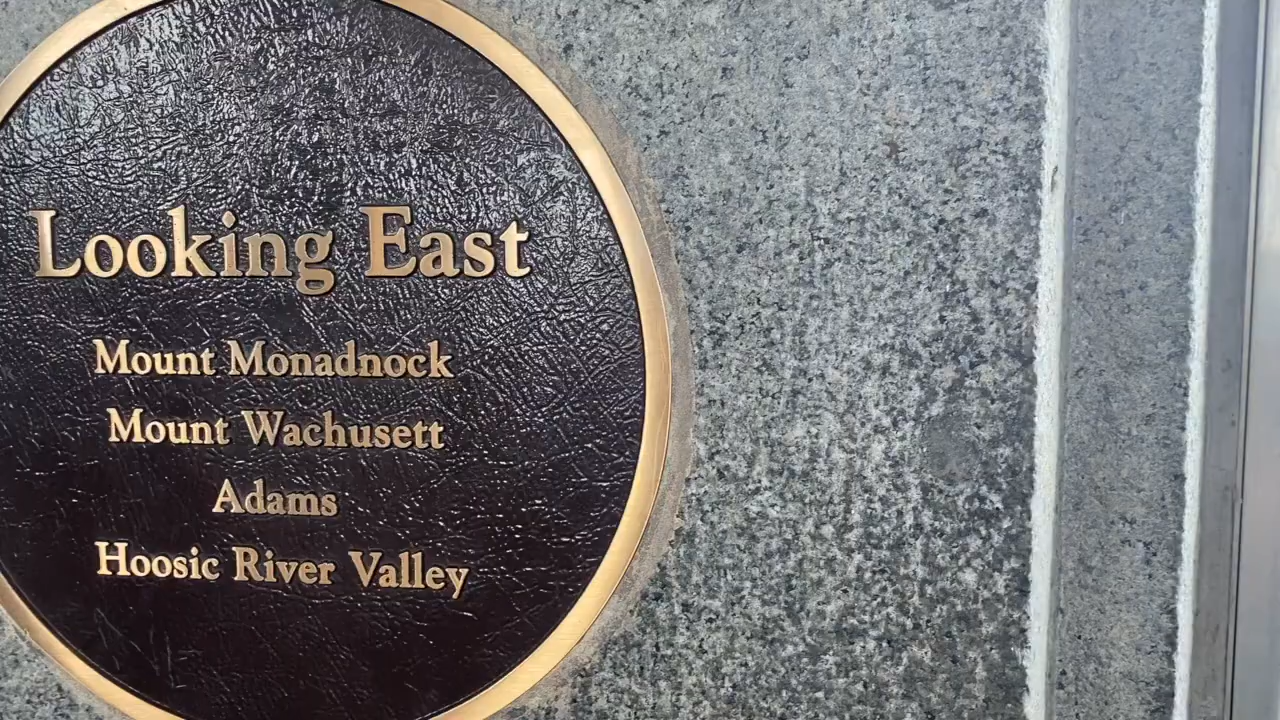 Looking East
Mount Monadnock
Mount Wachusett
Adams
Hoosic River Valley